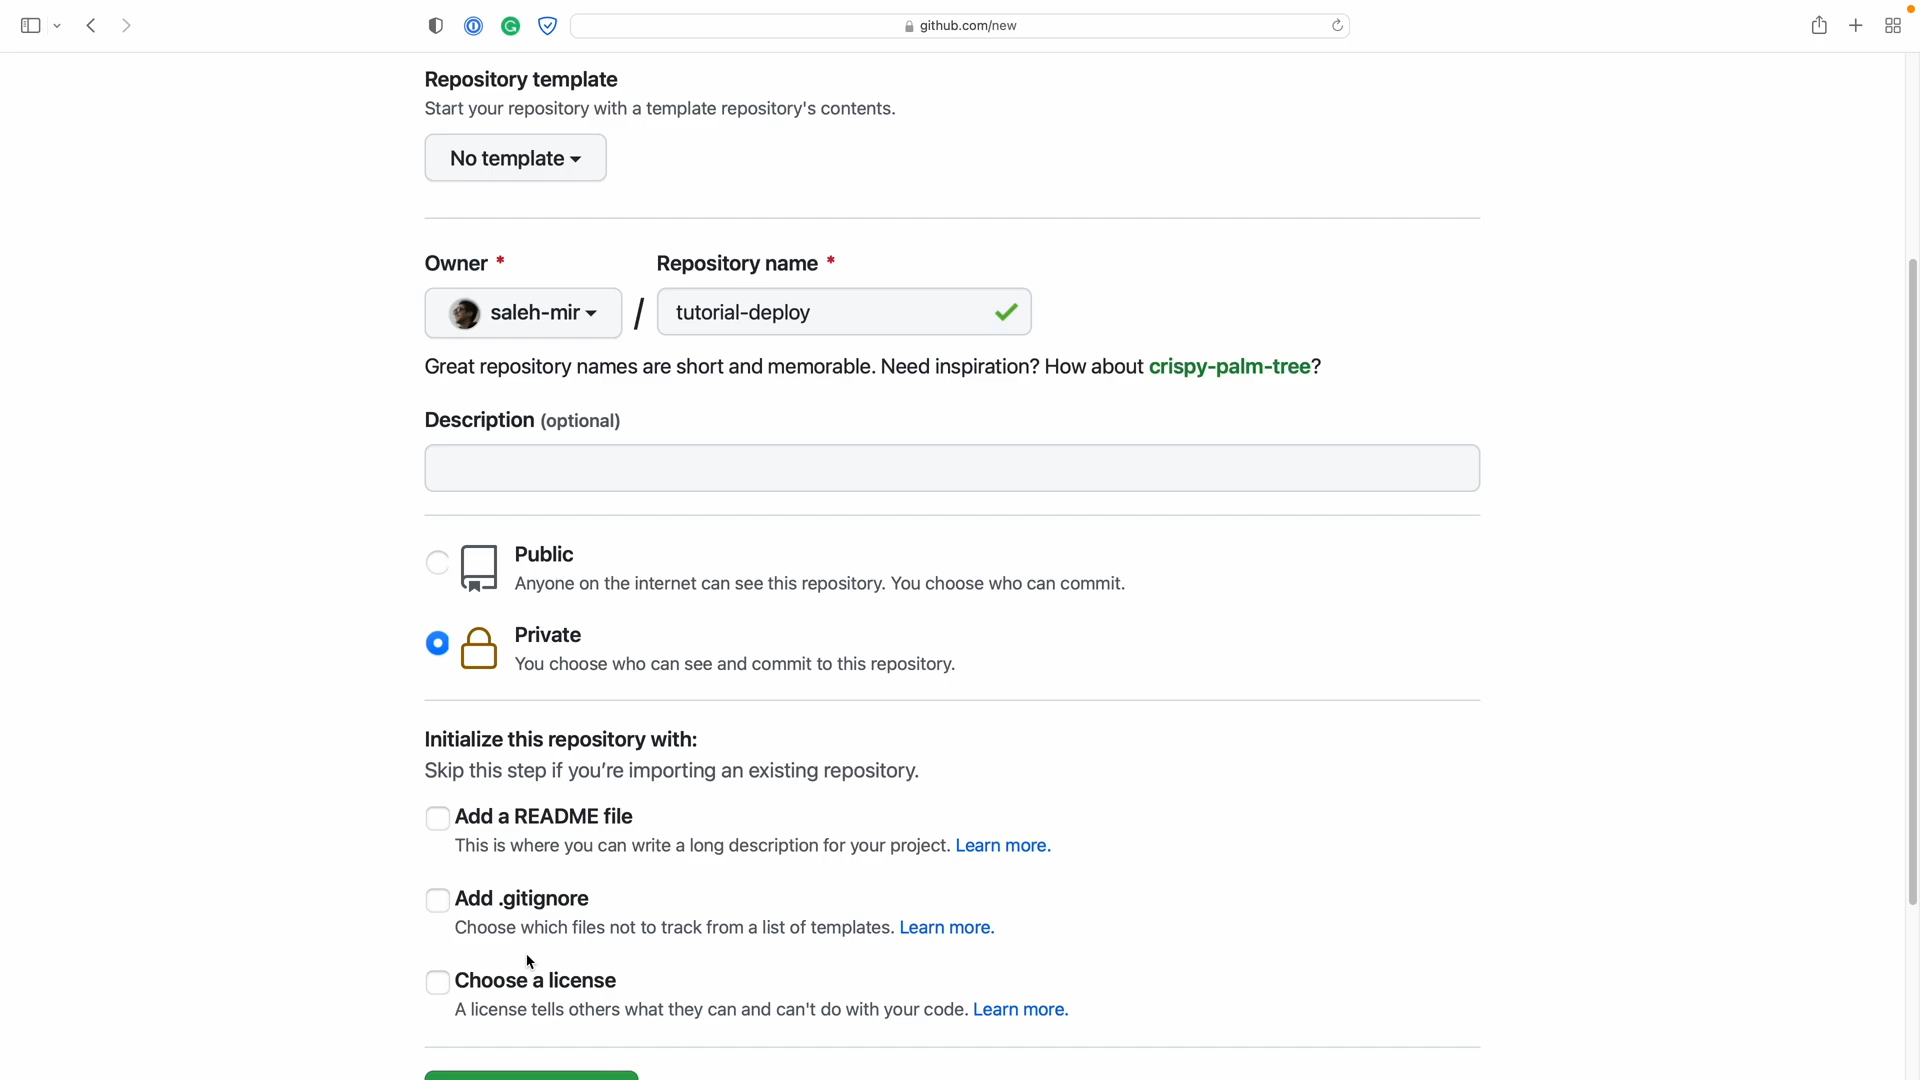 github.com/new
Repository template
Start your repository with a template repository's contents.
No template
Owner * Repository name *
saleh-mir / tutorial-deploy
Great repository names are short and memorable. Need inspiration? How about crispy-palm-tree?
Description (optional)
Public
Anyone on the internet can see this repository. You choose who can commit.
Private
You choose who can see and commit to this repository.
Initialize this repository with:
Skip this step if you’re importing an existing repository.
Add a README file
This is where you can write a long description for your project. Learn more.
Add .gitignore
Choose which files not to track from a list of templates. Learn more.
Choose a license
A license tells others what they can and can't do with your code. Learn more.